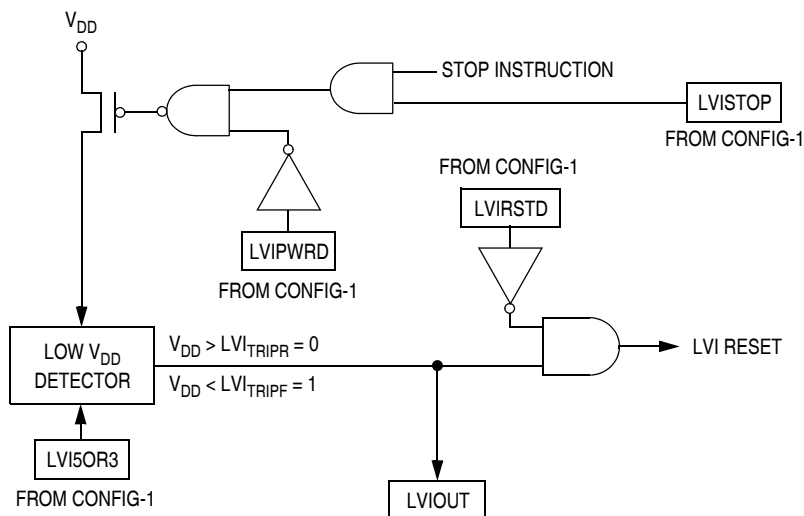 VDD
STOP INSTRUCTION
LVISTOP
FROM CONFIG-1
FROM CONFIG-1
LVIRSTD
LVIPWRD
FROM CONFIG-1
LOW VDD
DETECTOR
VDD > LVITRIPR = 0
VDD < LVITRIPF = 1
LVI RESET
LVI5OR3
FROM CONFIG-1
LVIOUT